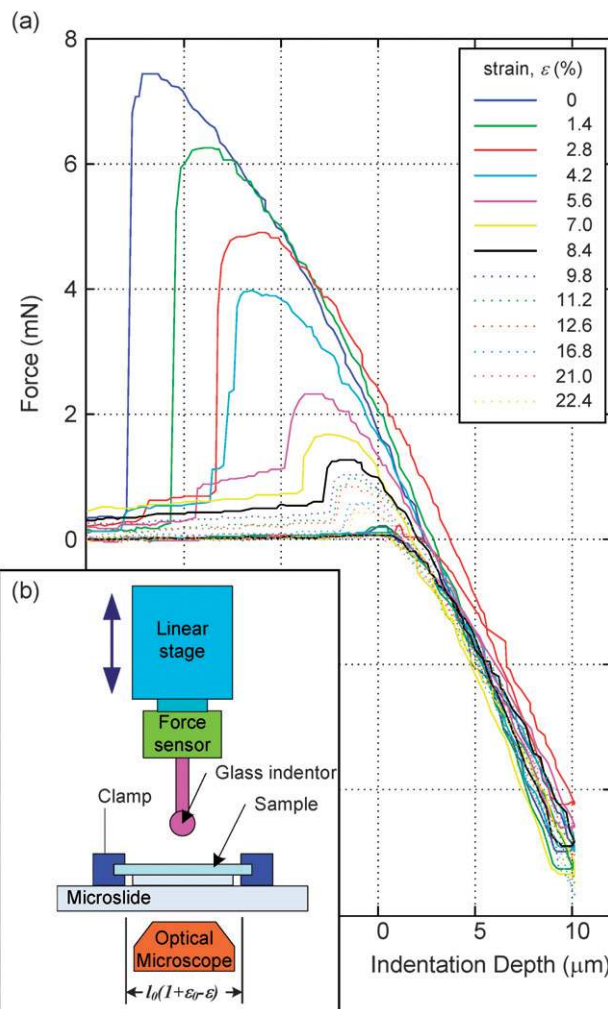 (a)
8
6
4
2
0
Force (mN)
strain, ε (%)
0
1.4
2.8
4.2
5.6
7.0
8.4
9.8
11.2
12.6
16.8
21.0
22.4
0
5
10
Indentation Depth (μm)
(b)
Linear
stage
Force
sensor
Glass indentor
Clamp
Sample
Microslide
Optical
Microscope
l₀(1+ε₀-ε)